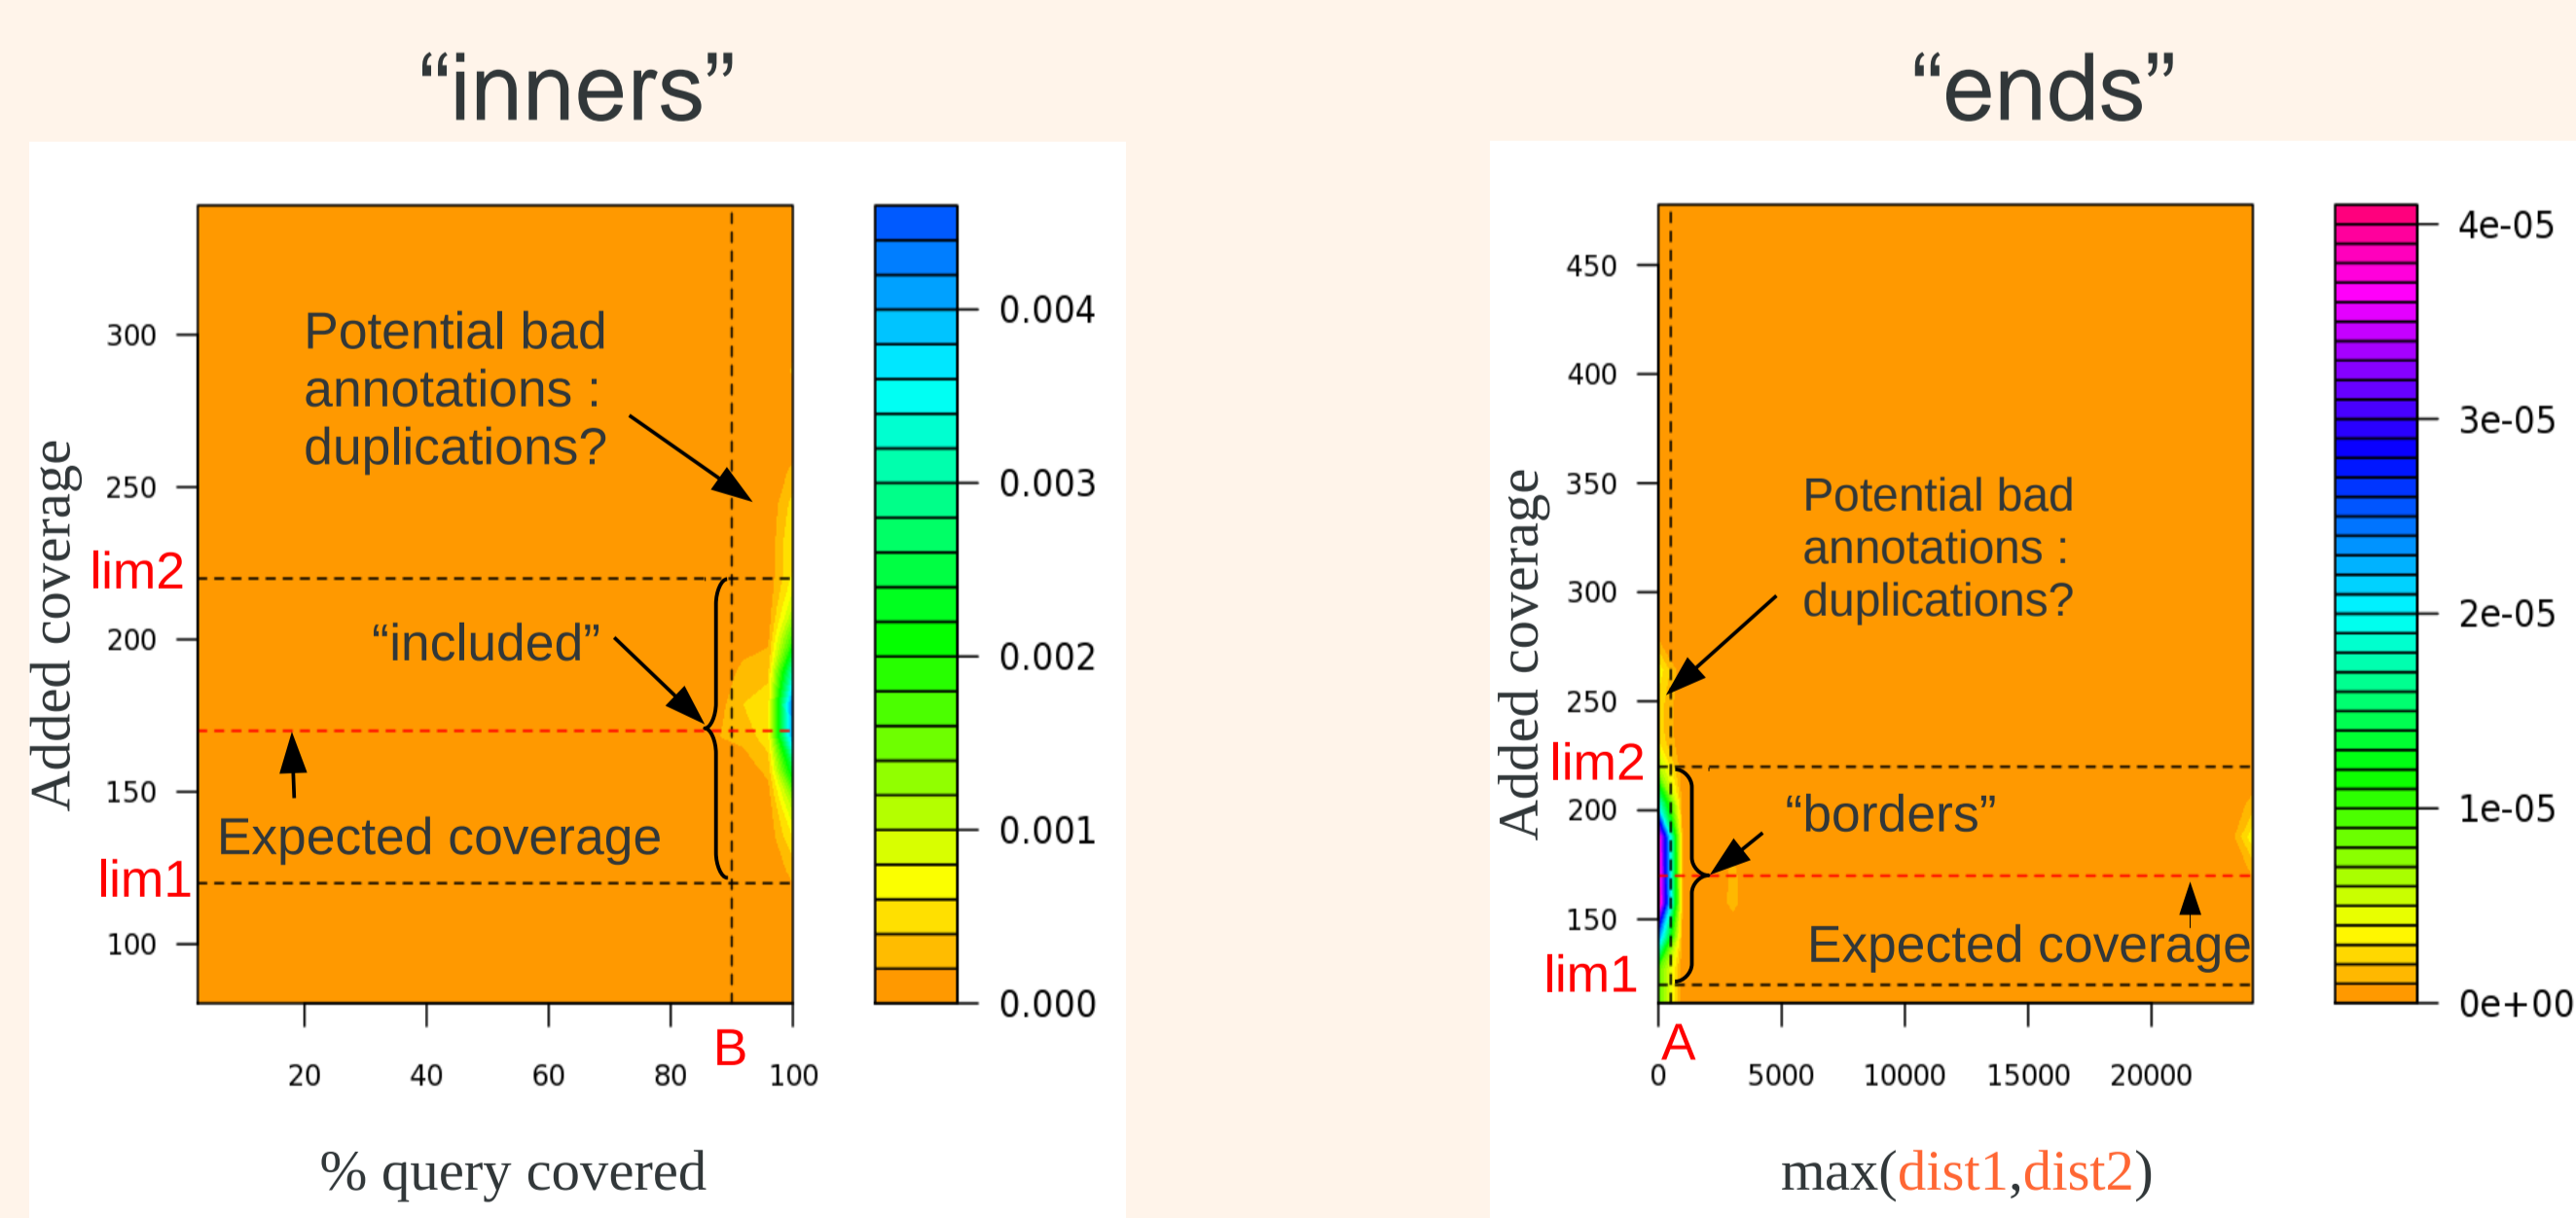 “inners”
Potential bad
annotations :
duplications?
“included”
Expected coverage
Added coverage
lim2
lim1
300
250
200
150
100
20 40 60 80 100
B
% query covered
0.004
0.003
0.002
0.001
0.000
“ends”
Potential bad
annotations :
duplications?
“borders”
Expected coverage
Added coverage
lim2
lim1
450
400
350
300
250
200
150
A
0 5000 10000 15000 20000
max(dist1,dist2)
4e-05
3e-05
2e-05
1e-05
0e+00